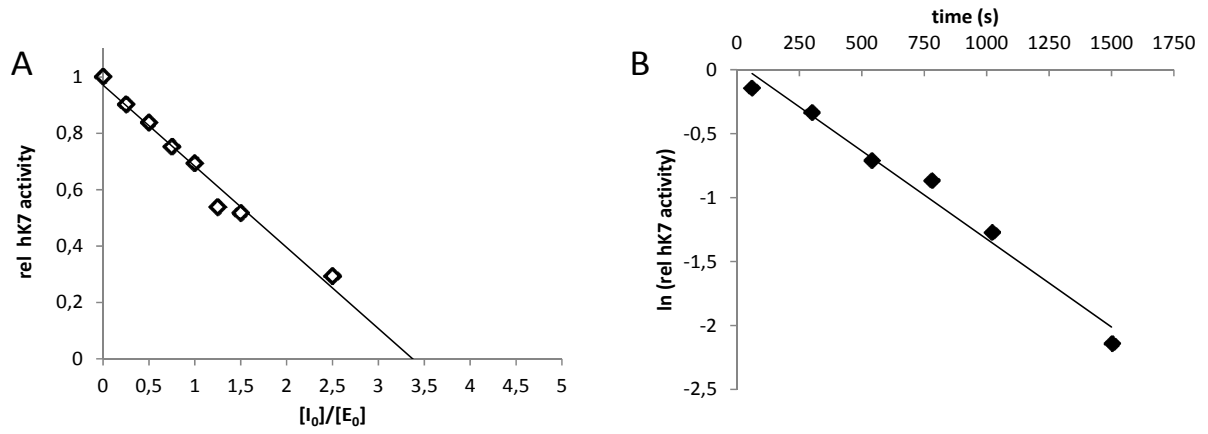 A
rel hK7 activity
1
0,8
0,6
0,4
0,2
0
0 0,5 1 1,5 2 2,5 3 3,5 4 4,5 5
[I0]/[E0]
B
time (s)
0 250 500 750 1000 1250 1500 1750
ln (rel hK7 activity)
0
-0,5
-1
-1,5
-2
-2,5